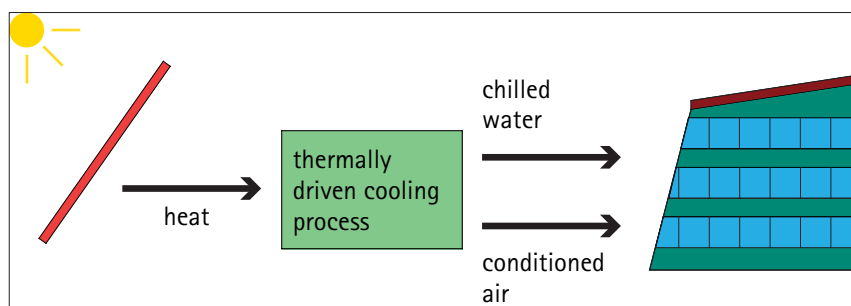 heat
thermally
driven cooling
process
chilled
water
conditioned
air